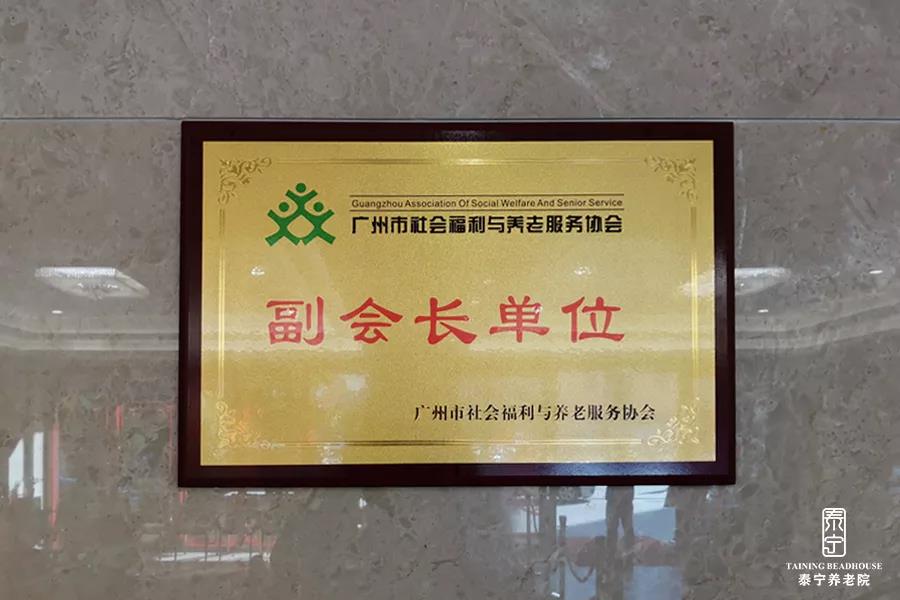 Guangzhou Association Of Social Welfare And Senior Service
广州市社会福利与养老服务协会
副会长单位
广州市社会福利与养老服务协会
泰宁
TAINING BEADHOUSE
泰宁养老院